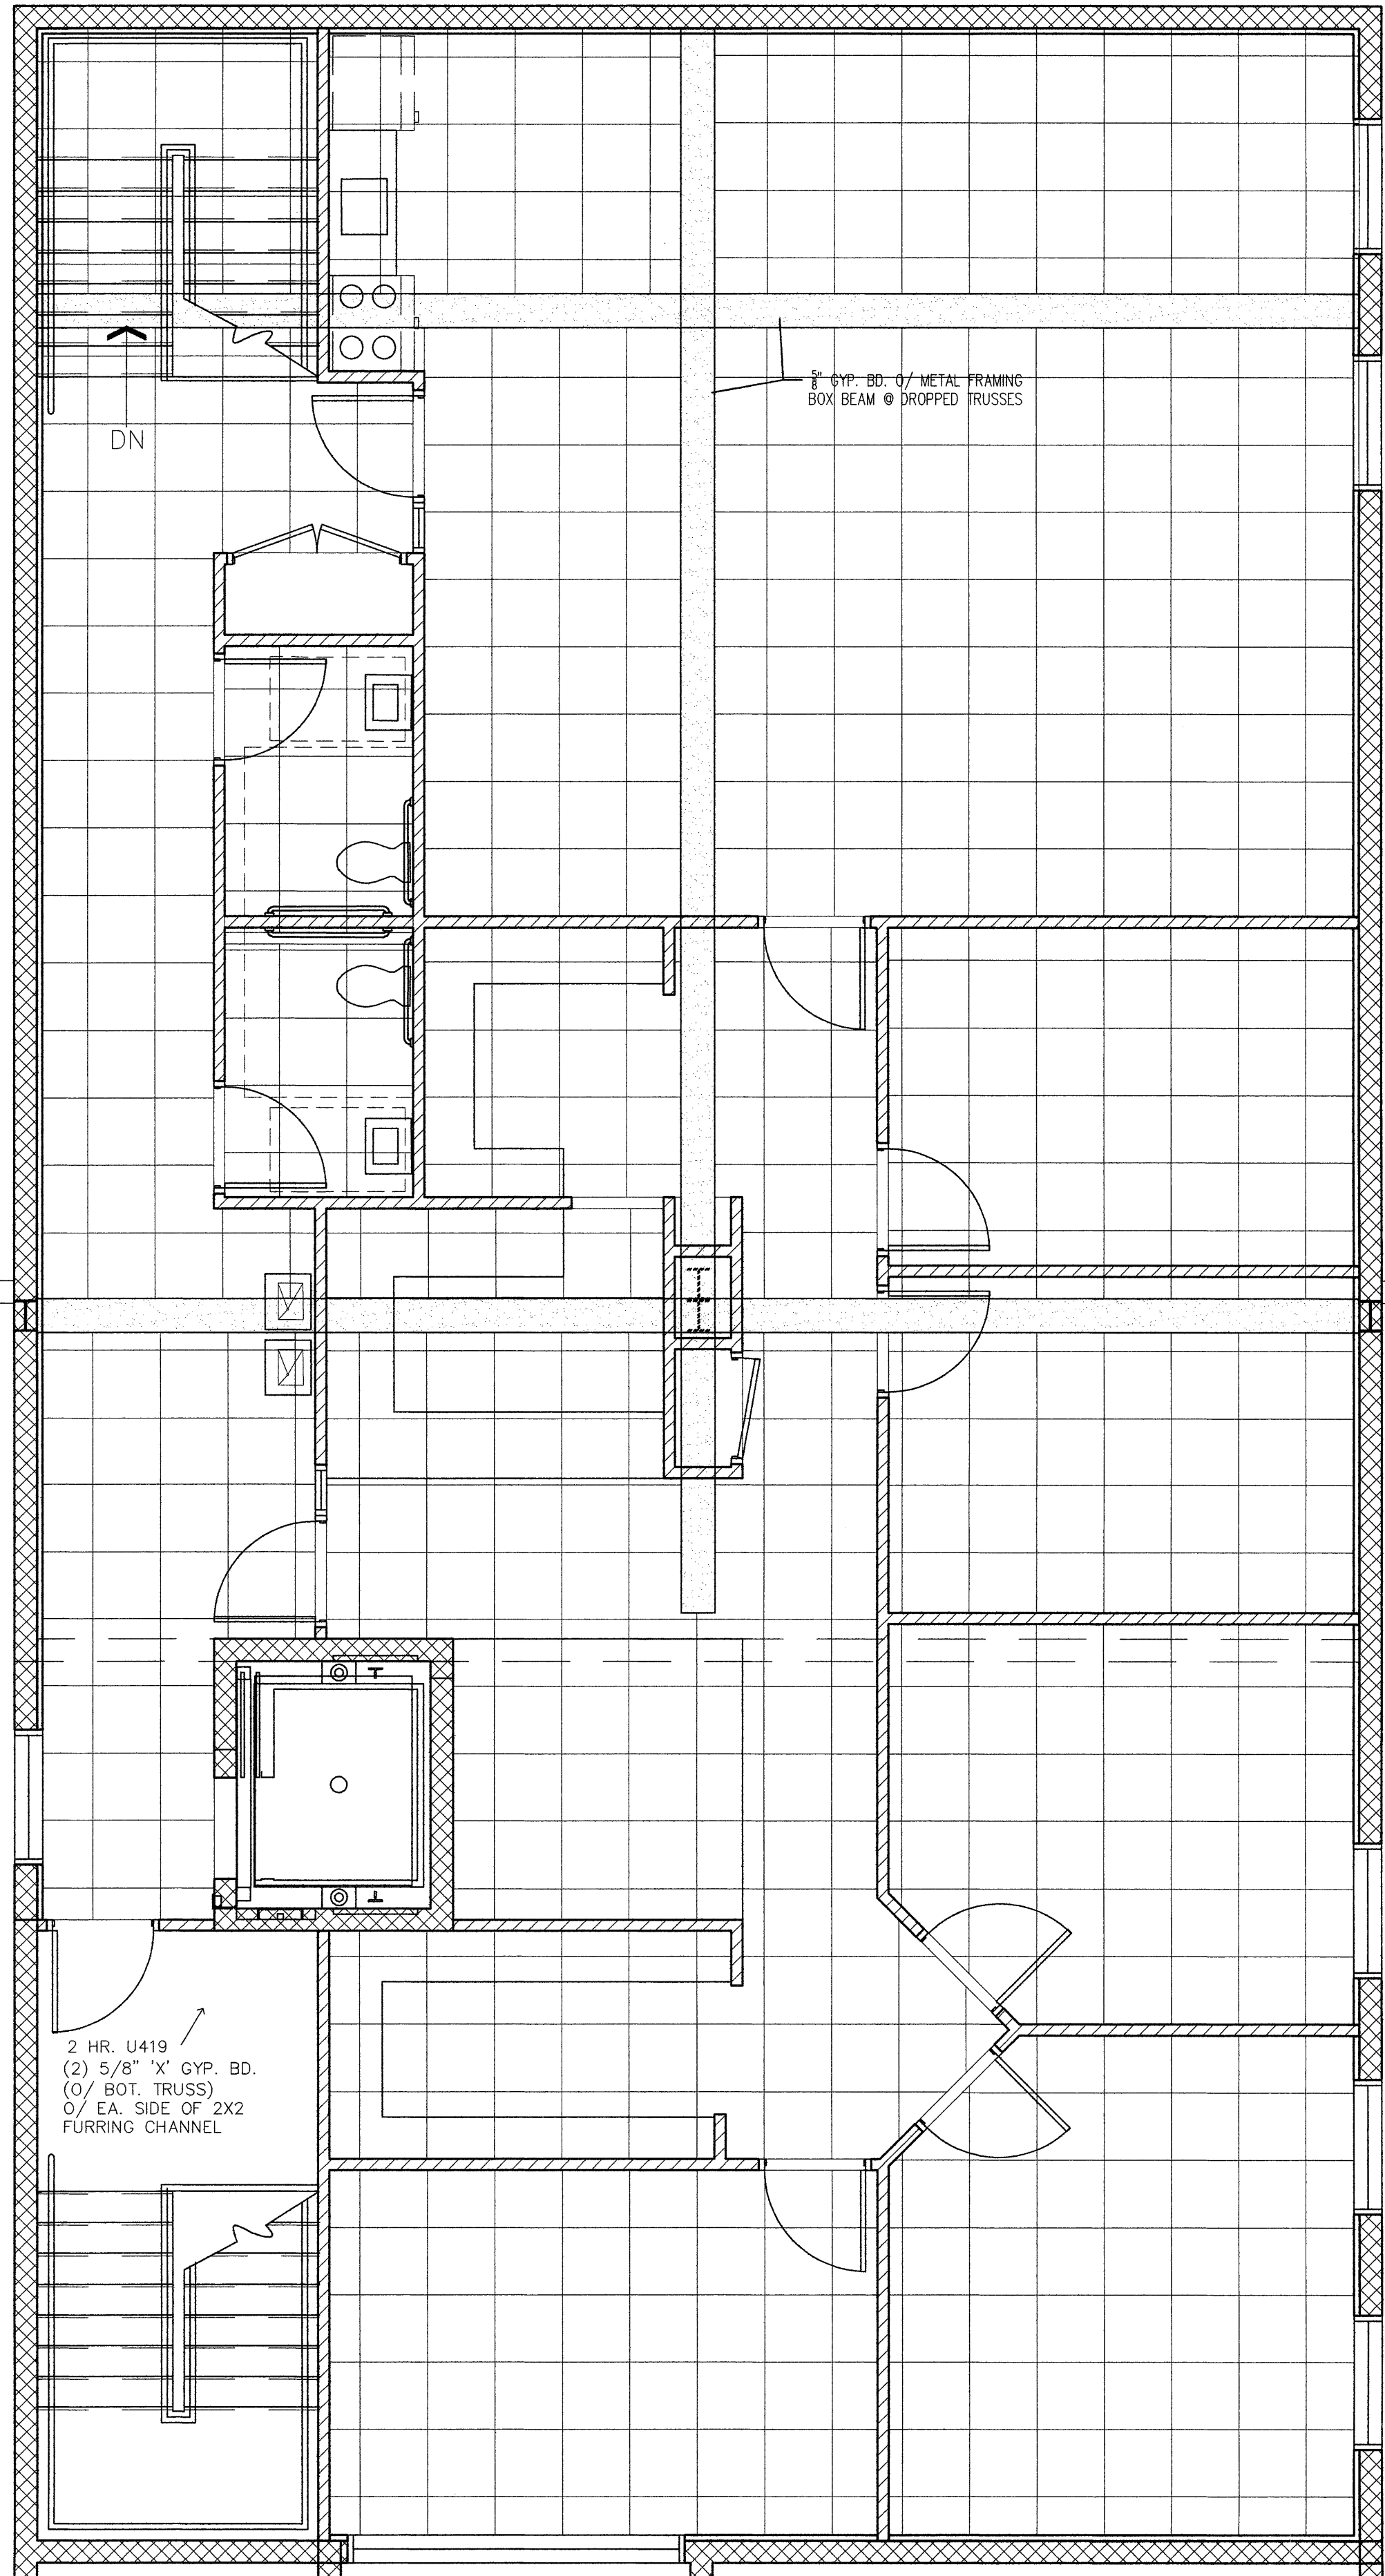 5/8" GYP. BD. O/ METAL FRAMING
BOX BEAM @ DROPPED TRUSSES
DN
2 HR. U419
(2) 5/8" 'X' GYP. BD.
(O/ BOT. TRUSS)
O/ EA. SIDE OF 2X2
FURRING CHANNEL